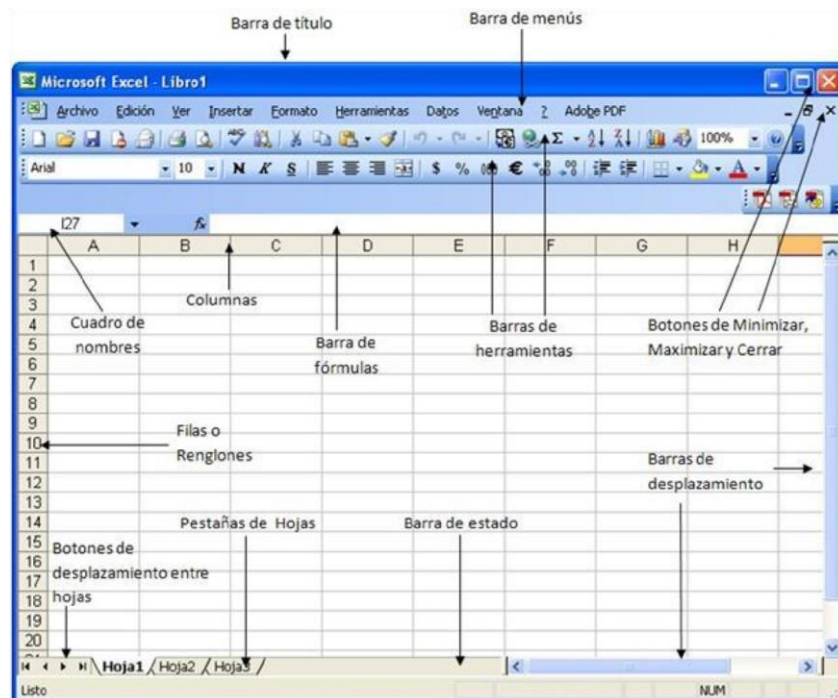 Barra de título
Barra de menús
Microsoft Excel - Libro1
Archivo Edición Ver Insertar Formato Herramientas Datos Ventana ? Adobe PDF
100%
Arial 10 N K S $ % 000 €
I27 fx
A B C D E F G H
1
2
3
Columnas
4
Cuadro de nombres
Barra de fórmulas
Barras de herramientas
Botones de Minimizar, Maximizar y Cerrar
5
6
7
8
9
Filas o Renglones
10
11
Barras de desplazamiento
12
13
14
Pestañas de Hojas
Barra de estado
15
Botones de desplazamiento entre hojas
16
17
18
19
20
Hoja1 Hoja2 Hoja3
Listo NUM